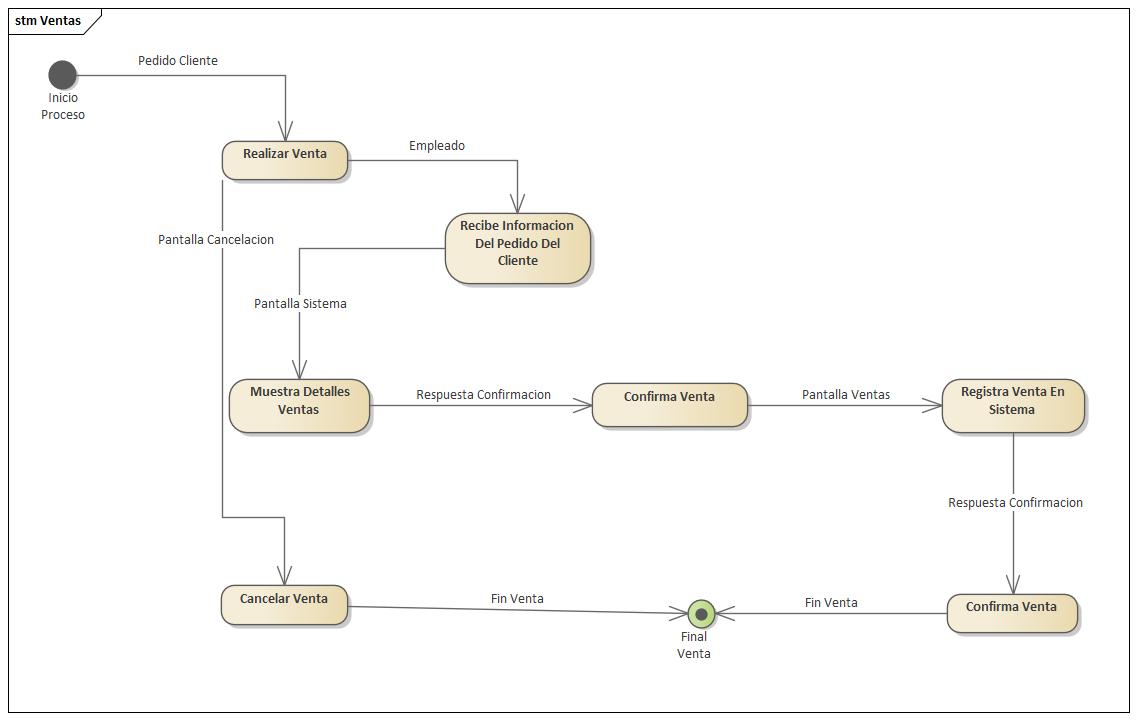 stm Ventas
Pedido Cliente
Inicio
Proceso
Realizar Venta
Empleado
Recibe Informacion
Del Pedido Del
Cliente
Pantalla Cancelacion
Pantalla Sistema
Muestra Detalles
Ventas
Respuesta Confirmacion
Confirma Venta
Pantalla Ventas
Registra Venta En
Sistema
Respuesta Confirmacion
Cancelar Venta
Fin Venta
Final
Venta
Fin Venta
Confirma Venta